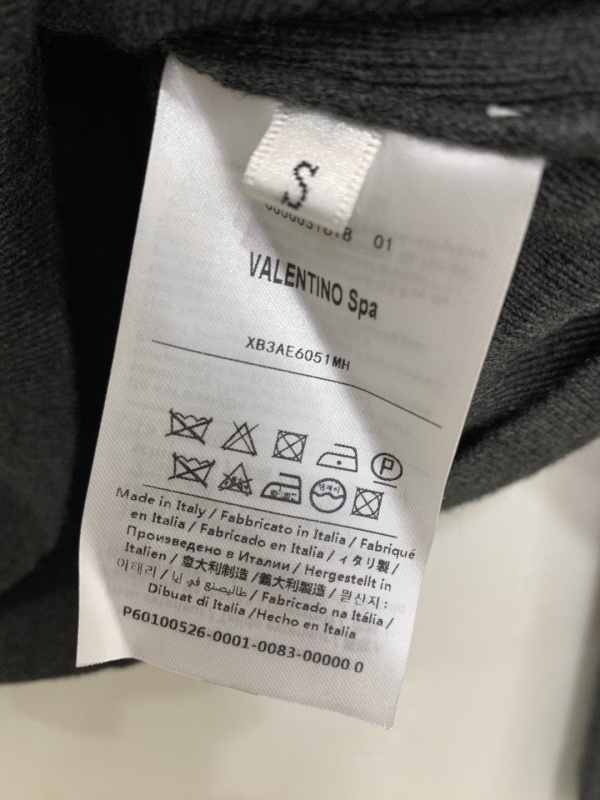 S
01
VALENTINO Spa
XB3AE6051MH
P
Made in Italy / Fabbricato in Italia / Fabriqué
en Italia / Fabricado en Italia / イタリ製 /
Произведено в Италии / Hergestellt in
Italien / 意大利制造 / 義大利製造 / 원산지 :
이태리 / طاليصنع في إيا / Fabricado na Itália /
Dibuat di Italia /Hecho en Italia
P60100526-0001-0083-00000 0